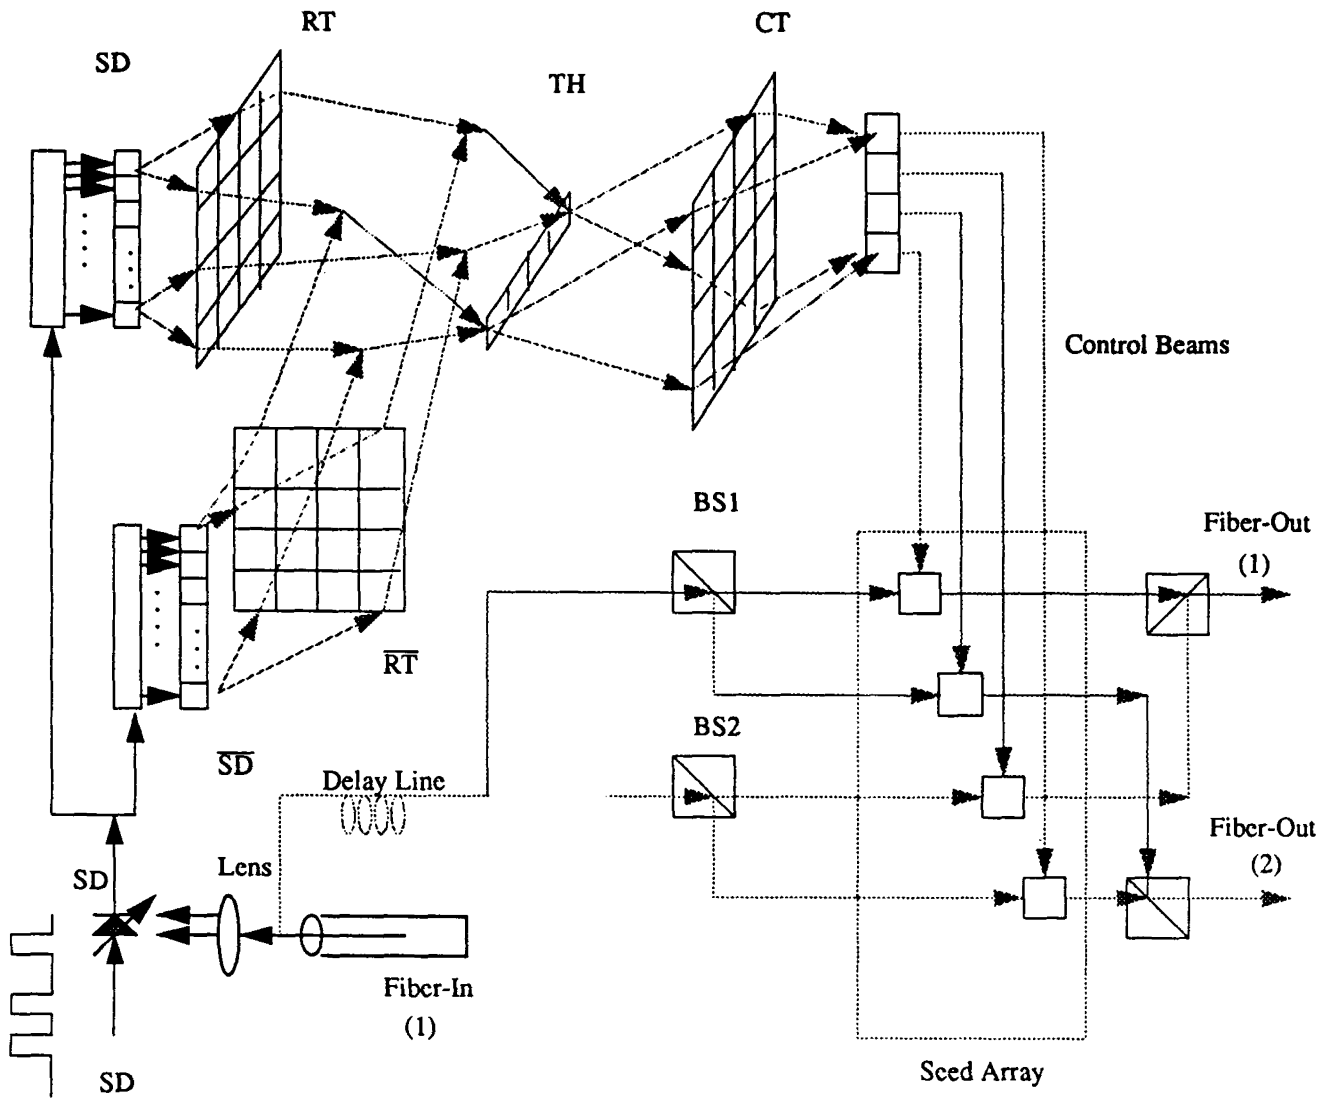 RT
CT
SD
TH
Control Beams
BS1
Fiber-Out
(1)
RT
BS2
SD
Delay Line
Fiber-Out
(2)
Lens
SD
Fiber-In
(1)
Seed Array
SD